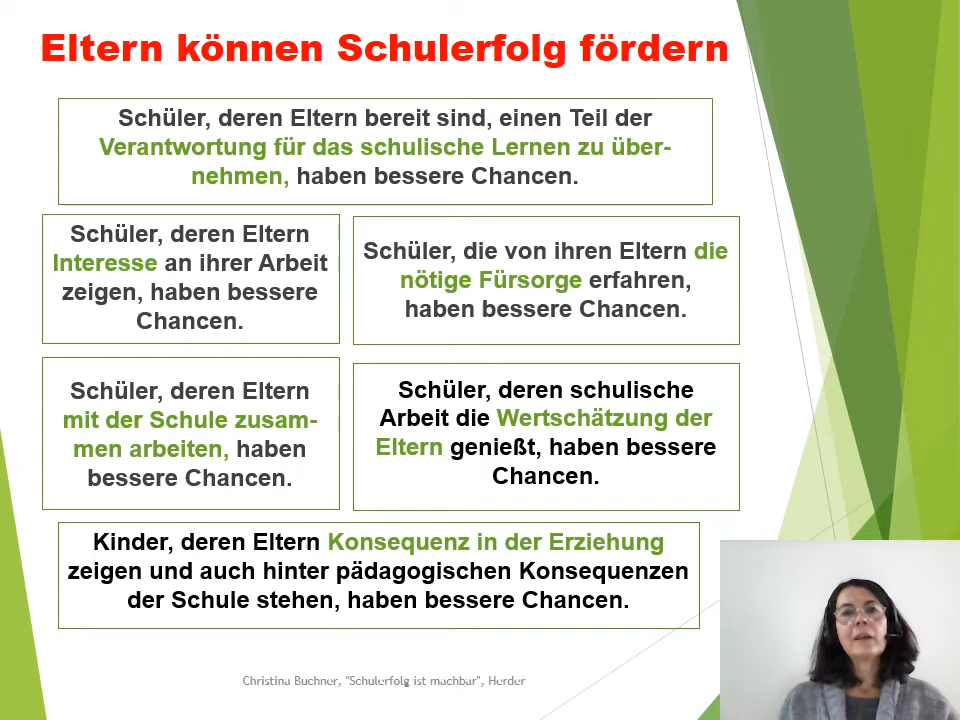 Eltern können Schulerfolg fördern
Schüler, deren Eltern bereit sind, einen Teil der
Verantwortung für das schulische Lernen zu über-
nehmen, haben bessere Chancen.
Schüler, deren Eltern
Interesse an ihrer Arbeit
zeigen, haben bessere
Chancen.
Schüler, die von ihren Eltern die
nötige Fürsorge erfahren,
haben bessere Chancen.
Schüler, deren Eltern
mit der Schule zusam-
men arbeiten, haben
bessere Chancen.
Schüler, deren schulische
Arbeit die Wertschätzung der
Eltern genießt, haben bessere
Chancen.
Kinder, deren Eltern Konsequenz in der Erziehung
zeigen und auch hinter pädagogischen Konsequenzen
der Schule stehen, haben bessere Chancen.
Christina Buchner, "Schulerfolg ist machbar", Herder